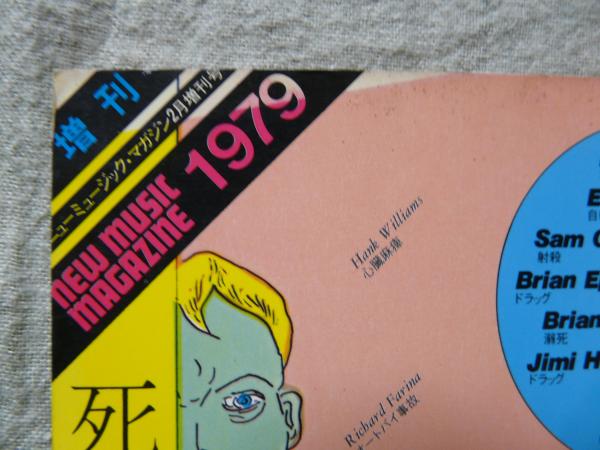 増刊
ニューミュージック・マガジン2月増刊号
1979
NEW MUSIC
MAGAZINE
死
Hank Williams
心臓麻痺
Richard Farina
オートバイ事故
Sam
射殺
Brian
ドラッグ
Brian
溺死
Jimi
ドラッグ